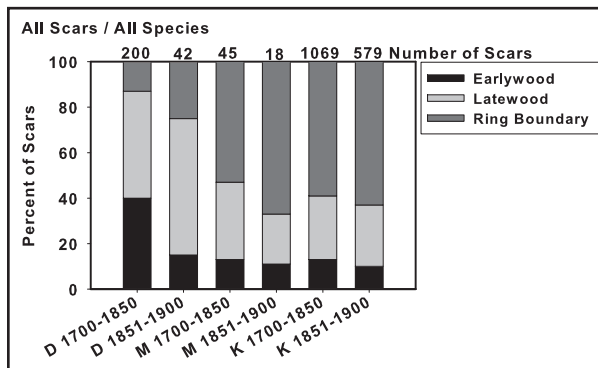 All Scars / All Species
200 42 45 18 1069 579 Number of Scars
Earlywood
Latewood
Ring Boundary
Percent of Scars
100
80
60
40
20
0
D 1700-1850
D 1851-1900
M 1700-1850
M 1851-1900
K 1700-1850
K 1851-1900